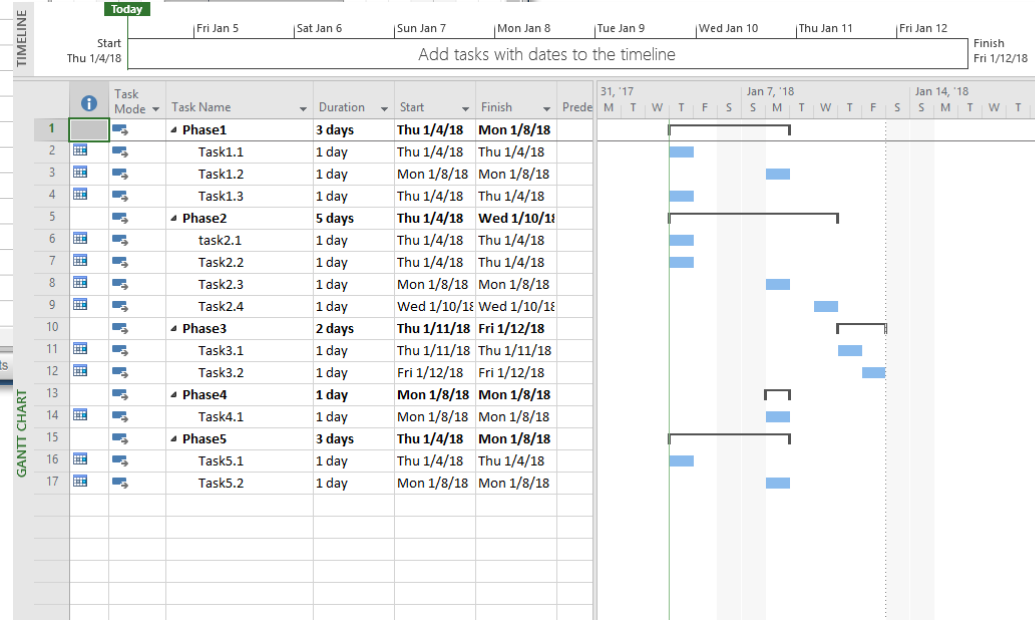 Today
TIMELINE
Fri Jan 5 Sat Jan 6 Sun Jan 7 Mon Jan 8 Tue Jan 9 Wed Jan 10 Thu Jan 11 Fri Jan 12
Start
Thu 1/4/18
Add tasks with dates to the timeline
Finish
Fri 1/12/18
Task Mode Task Name Duration Start Finish Prede
31, '17 Jan 7, '18 Jan 14, '18
M T W T F S S M T W T F S S M T W T
1 Phase1 3 days Thu 1/4/18 Mon 1/8/18
2 Task1.1 1 day Thu 1/4/18 Thu 1/4/18
3 Task1.2 1 day Mon 1/8/18 Mon 1/8/18
4 Task1.3 1 day Thu 1/4/18 Thu 1/4/18
5 Phase2 5 days Thu 1/4/18 Wed 1/10/18
6 task2.1 1 day Thu 1/4/18 Thu 1/4/18
7 Task2.2 1 day Thu 1/4/18 Thu 1/4/18
8 Task2.3 1 day Mon 1/8/18 Mon 1/8/18
9 Task2.4 1 day Wed 1/10/18 Wed 1/10/18
10 Phase3 2 days Thu 1/11/18 Fri 1/12/18
11 Task3.1 1 day Thu 1/11/18 Thu 1/11/18
12 Task3.2 1 day Fri 1/12/18 Fri 1/12/18
13 Phase4 1 day Mon 1/8/18 Mon 1/8/18
14 Task4.1 1 day Mon 1/8/18 Mon 1/8/18
15 Phase5 3 days Thu 1/4/18 Mon 1/8/18
16 Task5.1 1 day Thu 1/4/18 Thu 1/4/18
17 Task5.2 1 day Mon 1/8/18 Mon 1/8/18
GANTT CHART
ts